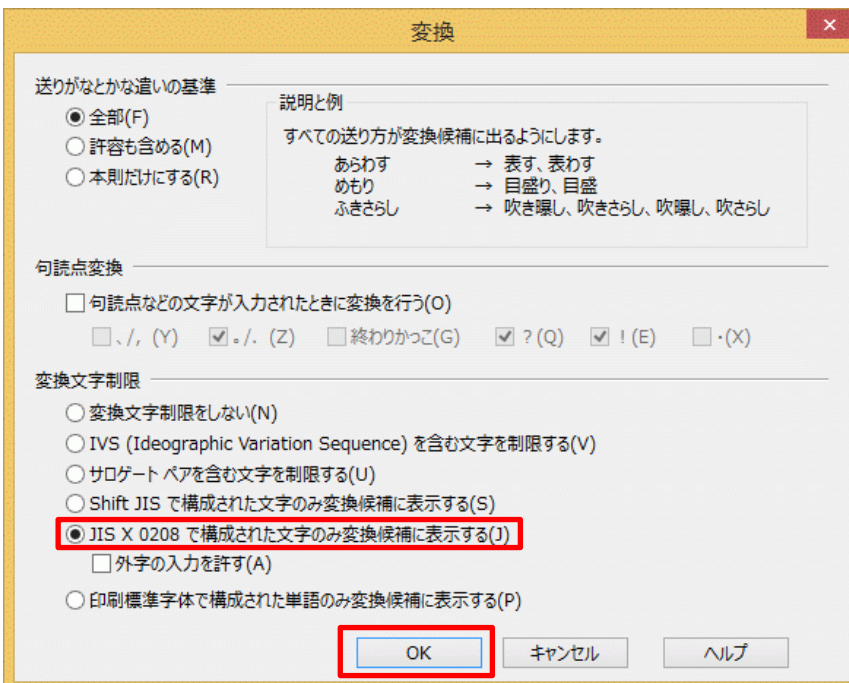 変換
送りがなとかな遣いの基準
全部(F)
許容も含める(M)
本則だけにする(R)
説明と例
すべての送り方が変換候補に出るようにします。
あらわす → 表す、表わす
めもり → 目盛り、目盛
ふきさらし → 吹き曝し、吹きさらし、吹曝し、吹さらし
句読点変換
句読点などの文字が入力されたときに変換を行う(O)
、/, (Y) 。/. (Z) 終わりかっこ(G) ? (Q) ! (E) ・(X)
変換文字制限
変換文字制限をしない(N)
IVS (Ideographic Variation Sequence) を含む文字を制限する(V)
サロゲート ペアを含む文字を制限する(U)
Shift JIS で構成された文字のみ変換候補に表示する(S)
JIS X 0208 で構成された文字のみ変換候補に表示する(J)
外字の入力を許す(A)
印刷標準字体で構成された単語のみ変換候補に表示する(P)
OK キャンセル ヘルプ